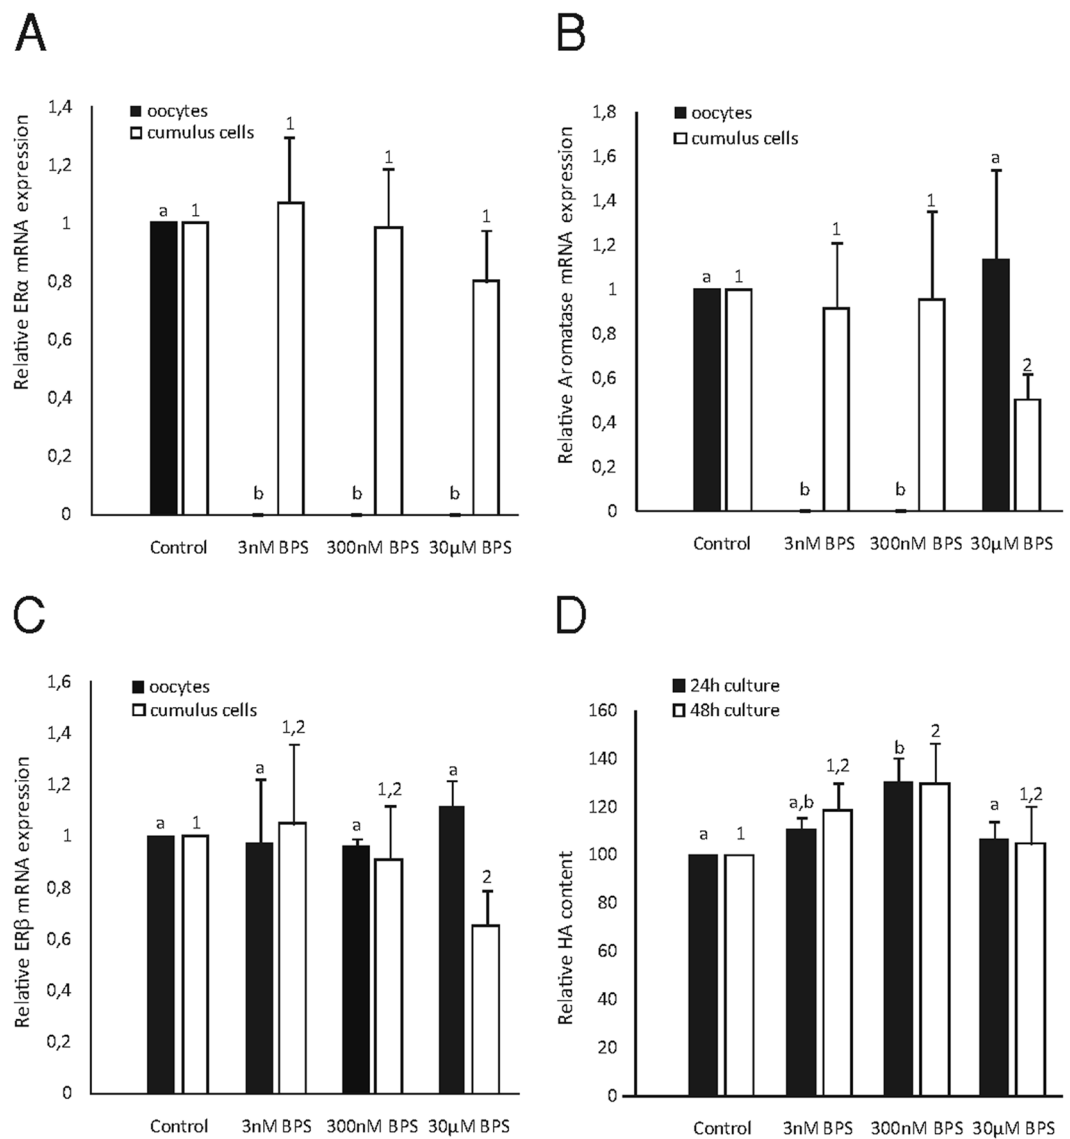 A
Relative ERα mRNA expression
1,4
1,2
1
0,8
0,6
0,4
0,2
0
oocytes
cumulus cells
a 1
b 1
b 1
b 1
Control 3nM BPS 300nM BPS 30µM BPS
B
Relative Aromatase mRNA expression
1,8
1,6
1,4
1,2
1
0,8
0,6
0,4
0,2
0
oocytes
cumulus cells
a 1
b 1
b 1
a 2
Control 3nM BPS 300nM BPS 30µM BPS
C
Relative ERβ mRNA expression
1,6
1,4
1,2
1
0,8
0,6
0,4
0,2
0
oocytes
cumulus cells
a 1
a 1,2
a 1,2
a 2
Control 3nM BPS 300nM BPS 30µM BPS
D
Relative HA content
160
140
120
100
80
60
40
20
0
24h culture
48h culture
a 1
a,b 1,2
b 2
a 1,2
Control 3nM BPS 300nM BPS 30µM BPS